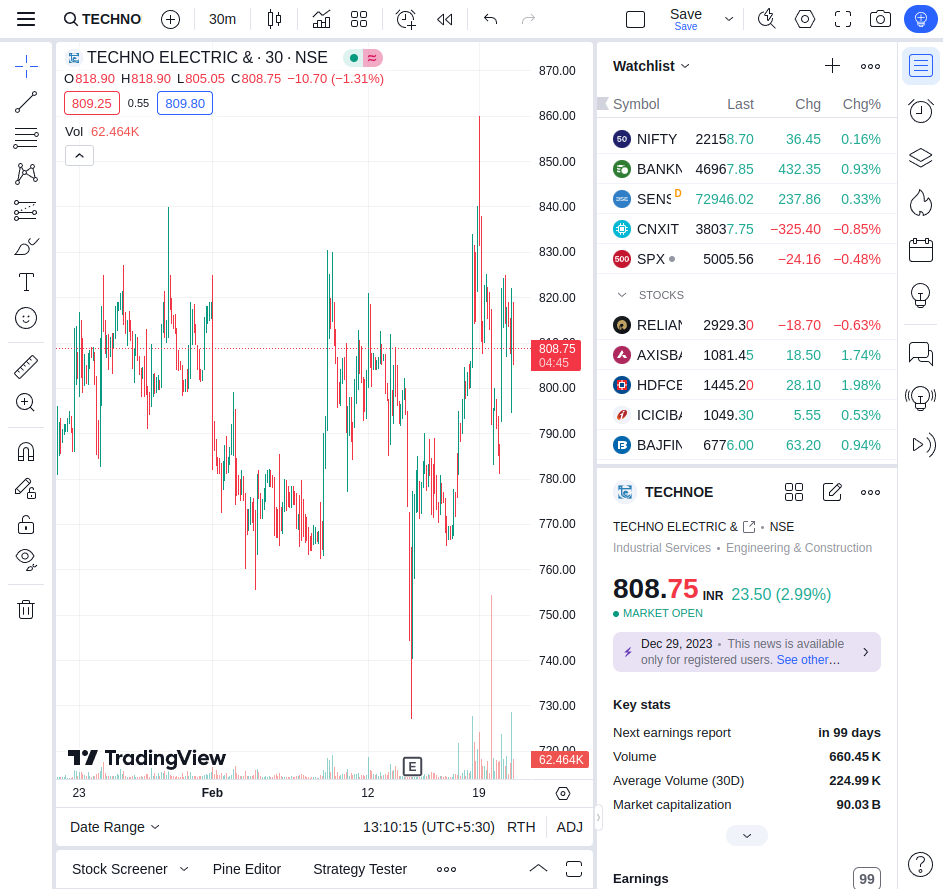 TECHNO 30m Save
Save
TECHNO ELECTRIC & · 30 · NSE
O818.90 H818.90 L805.05 C808.75 −10.70 (−1.31%)
809.25 0.55 809.80
Vol 62.464K
870.00
860.00
850.00
840.00
830.00
820.00
808.75
04:45
800.00
790.00
780.00
770.00
760.00
750.00
740.00
730.00
720.00
62.464K
TradingView
E
23 Feb 12 19
Date Range 13:10:15 (UTC+5:30) RTH ADJ
Stock Screener Pine Editor Strategy Tester
Watchlist
Symbol Last Chg Chg%
50 NIFTY 22158.70 36.45 0.16%
BANKN 46967.85 432.35 0.93%
SENS D 72946.02 237.86 0.33%
CNXIT 38037.75 −325.40 −0.85%
500 SPX 5005.56 −24.16 −0.48%
STOCKS
RELIAN 2929.30 −18.70 −0.63%
AXISBA 1081.45 18.50 1.74%
HDFCB 1445.20 28.10 1.98%
ICICIBA 1049.30 5.55 0.53%
BAJFIN 6776.00 63.20 0.94%
TECHNOE
TECHNO ELECTRIC & • NSE
Industrial Services • Engineering & Construction
808.75 INR 23.50 (2.99%)
MARKET OPEN
Dec 29, 2023 • This news is available
only for registered users. See other…
Key stats
Next earnings report in 99 days
Volume 660.45 K
Average Volume (30D) 224.99 K
Market capitalization 90.03 B
Earnings 99